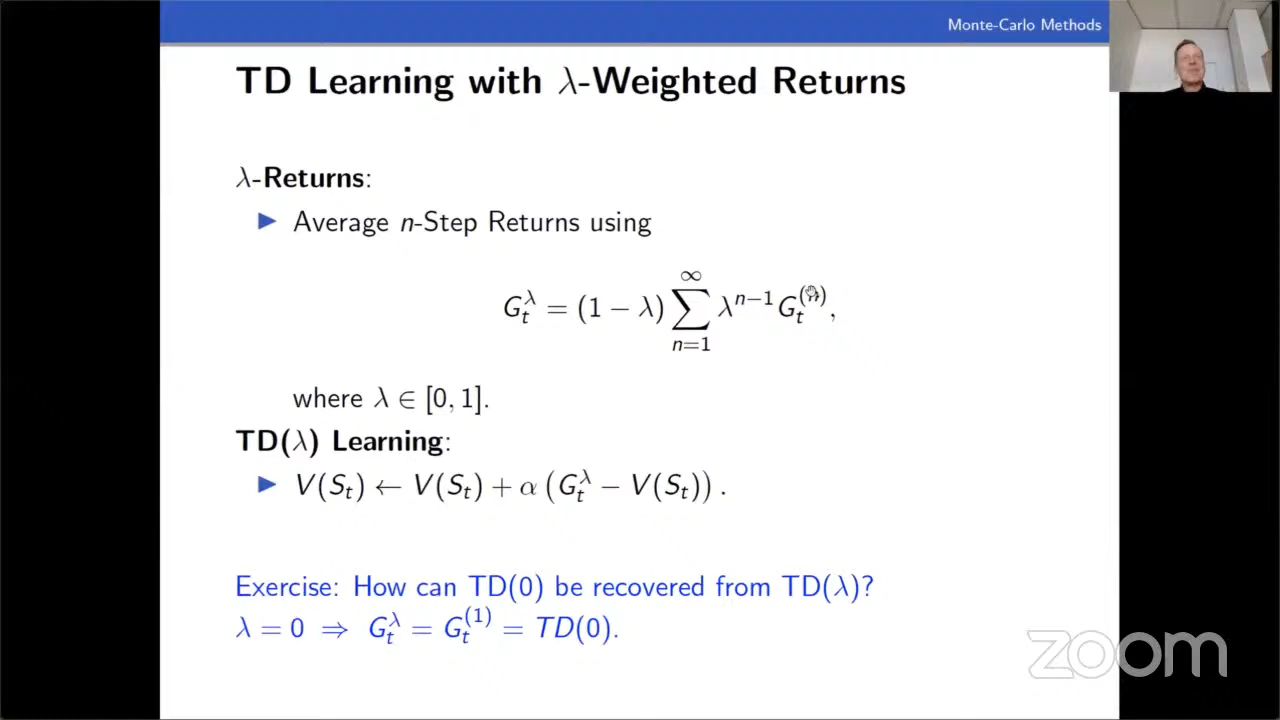 Monte-Carlo Methods
TD Learning with λ-Weighted Returns
λ-Returns:
▶ Average n-Step Returns using
G_t^λ = (1 − λ) ∑_{n=1}^{∞} λ^{n−1} G_t^{(n)},
where λ ∈ [0, 1].
TD(λ) Learning:
▶ V(S_t) ← V(S_t) + α (G_t^λ − V(S_t)).
Exercise: How can TD(0) be recovered from TD(λ)?
λ = 0 ⇒ G_t^λ = G_t^{(1)} = TD(0).
zoom